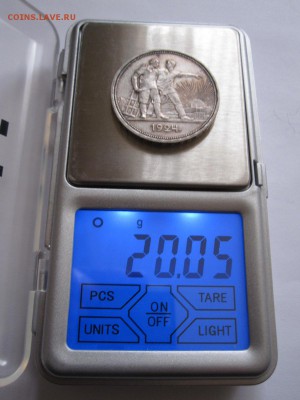 COINS.LAVE.RU
1924
g
20.05
PCS
ON
OFF
TARE
UNITS
LIGHT